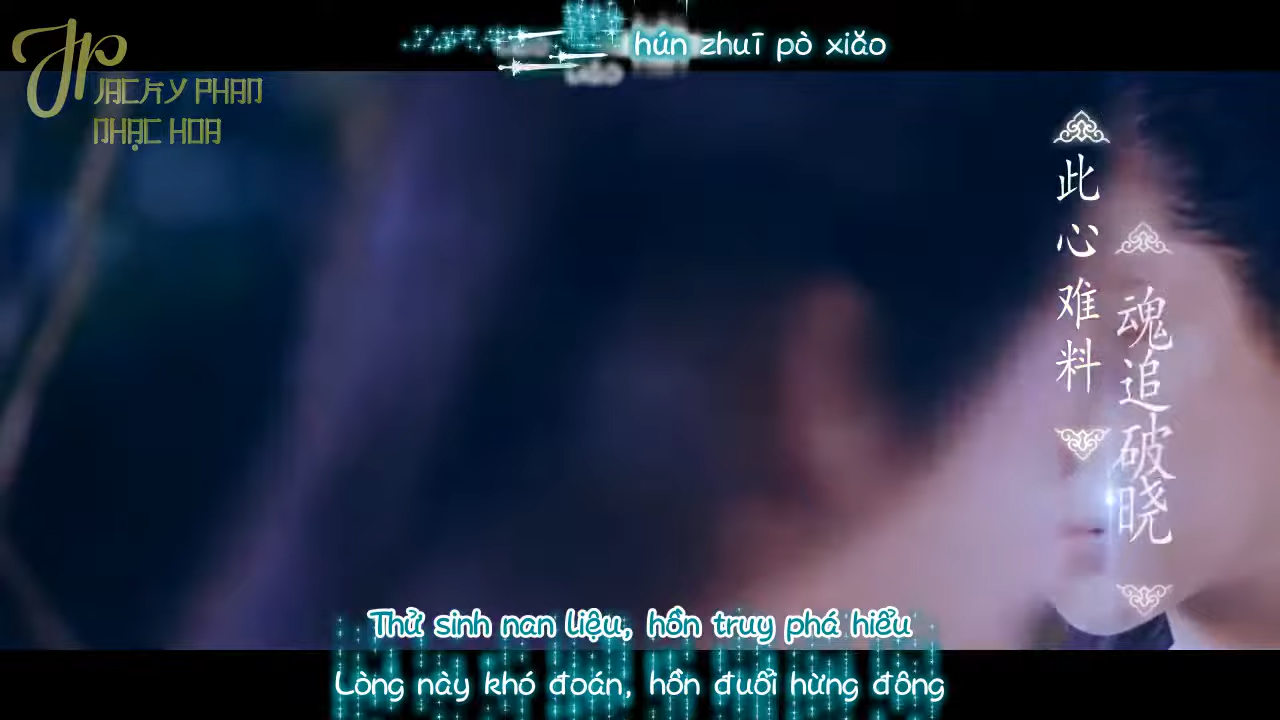 JP
JACKY PHAN
NHẠC HOA
hún zhuī pò xiǎo
此心难料
魂追破晓
Thử sinh nan liệu, hồn truy phá hiểu
Lòng này khó đoán, hồn đuổi hừng đông